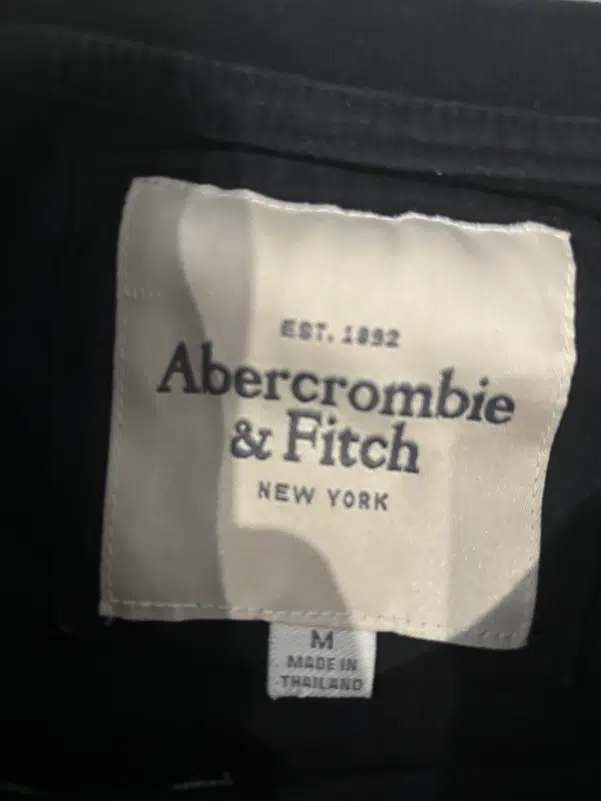 EST. 1892
Abercrombie
& Fitch
NEW YORK
M
MADE IN
THAILAND